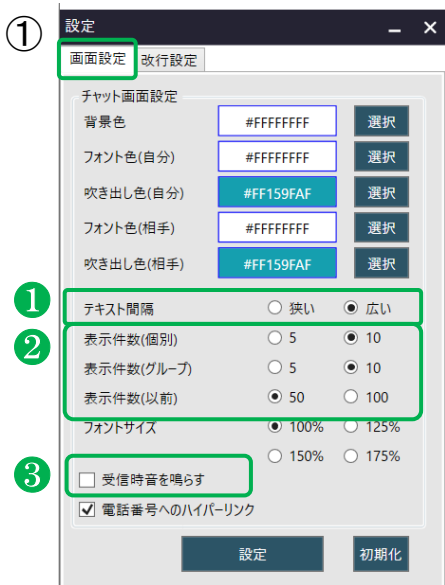 ①
設定
画面設定 改行設定
チャット画面設定
背景色 #FFFFFFFF 選択
フォント色(自分) #FFFFFFFF 選択
吹き出し色(自分) #FF159FAF 選択
フォント色(相手) #FFFFFFFF 選択
吹き出し色(相手) #FF159FAF 選択
❶ テキスト間隔 狭い 広い
❷ 表示件数(個別) 5 10
表示件数(グループ) 5 10
表示件数(以前) 50 100
フォントサイズ 100% 125%
150% 175%
❸ 受信時音を鳴らす
電話番号へのハイパーリンク
設定 初期化